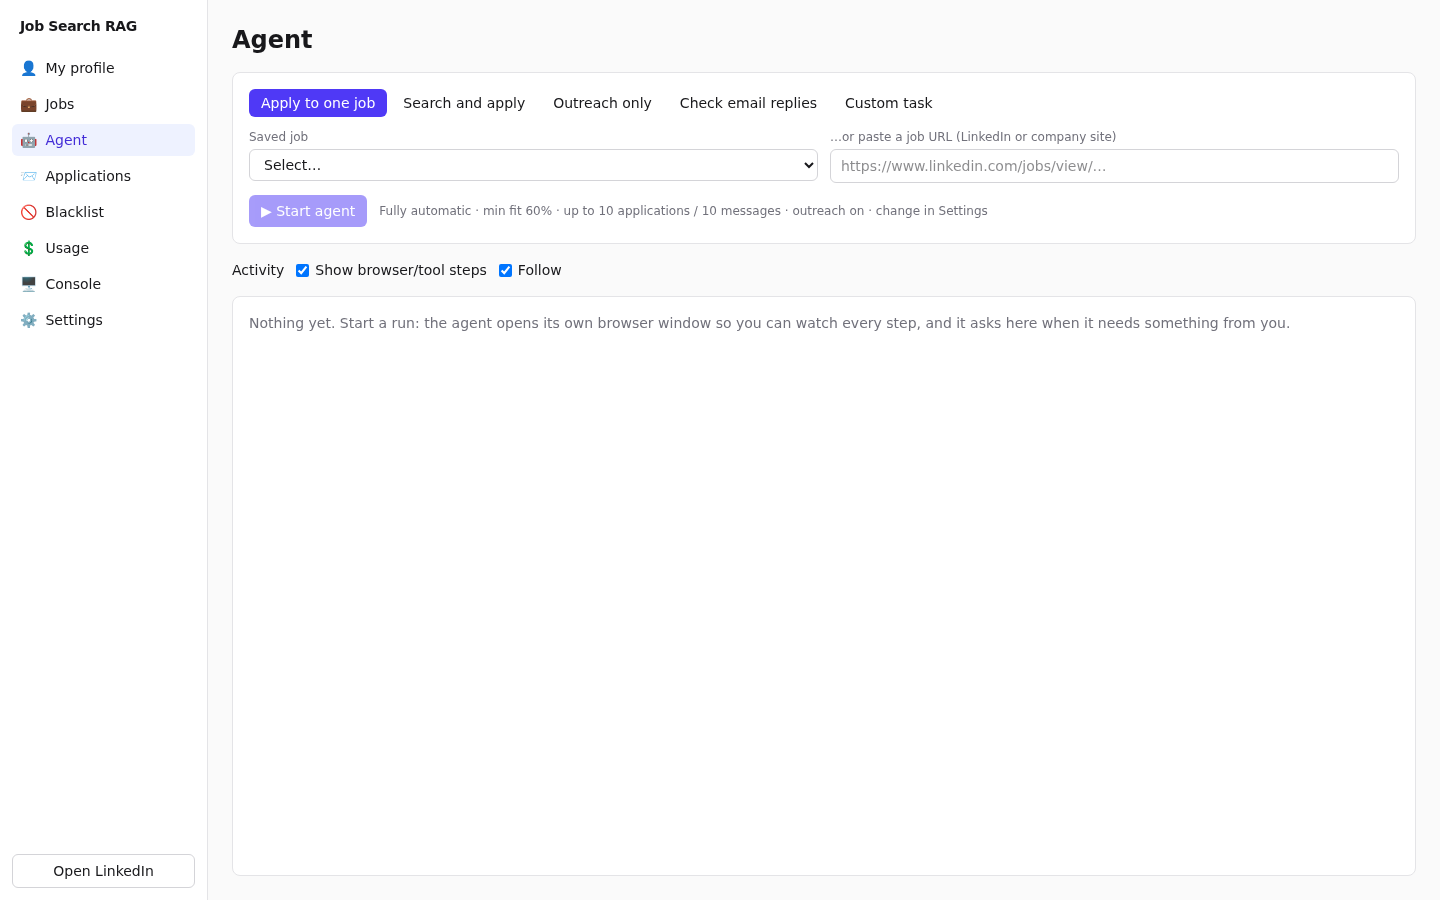 Job Search RAG
My profile
Jobs
Agent
Applications
Blacklist
Usage
Console
Settings
Open LinkedIn
Agent
Apply to one job
Search and apply
Outreach only
Check email replies
Custom task
Saved job
…or paste a job URL (LinkedIn or company site)
Select…
https://www.linkedin.com/jobs/view/…
▶ Start agent
Fully automatic · min fit 60% · up to 10 applications / 10 messages · outreach on · change in Settings
Activity
Show browser/tool steps
Follow
Nothing yet. Start a run: the agent opens its own browser window so you can watch every step, and it asks here when it needs something from you.